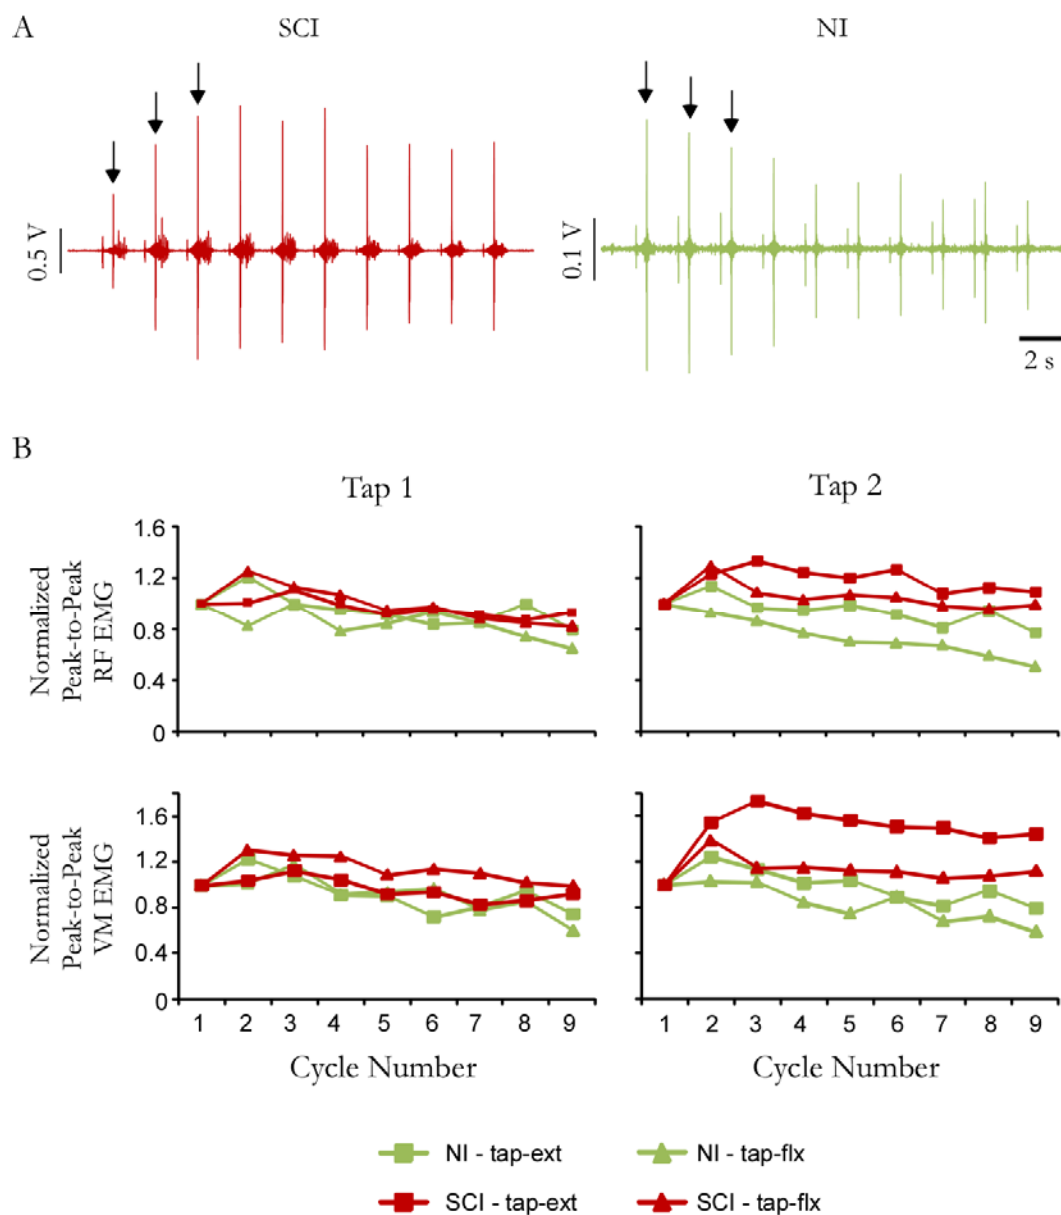 A
SCI
NI
0.5 V
0.1 V
2 s
B
Tap 1
Tap 2
Normalized
Peak-to-Peak
RF EMG
1.6
1.2
0.8
0.4
0
Normalized
Peak-to-Peak
VM EMG
1.6
1.2
0.8
0.4
0
1 2 3 4 5 6 7 8 9
1 2 3 4 5 6 7 8 9
Cycle Number
Cycle Number
NI - tap-ext
NI - tap-flx
SCI - tap-ext
SCI - tap-flx